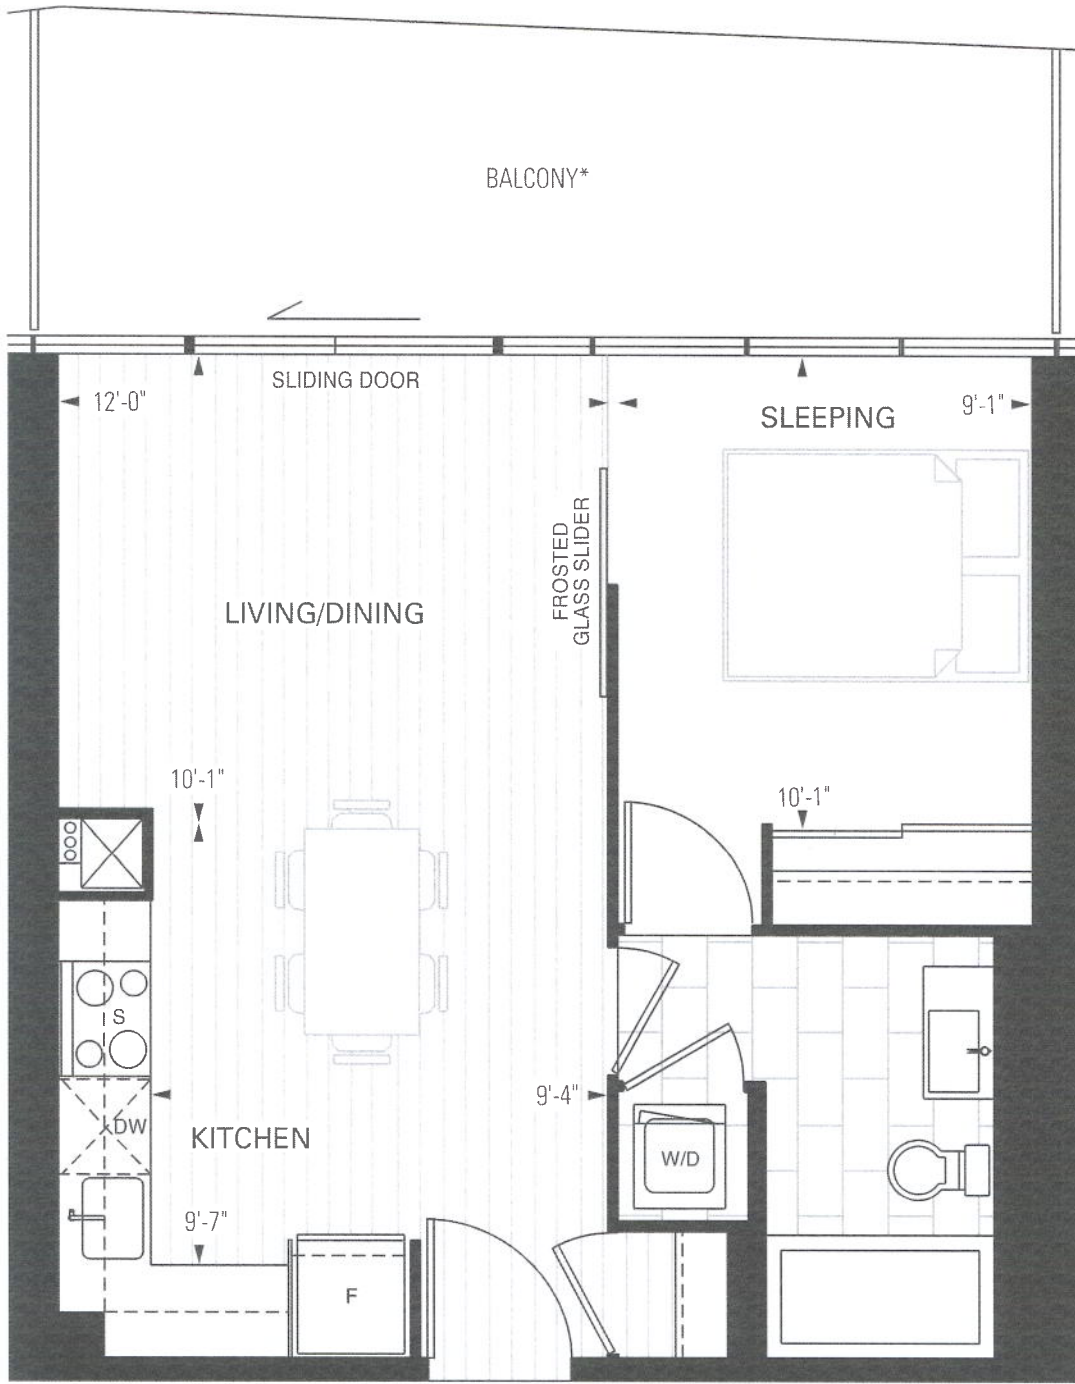 BALCONY*
SLIDING DOOR
12'-0"
SLEEPING
9'-1"
FROSTED
GLASS SLIDER
LIVING/DINING
10'-1"
10'-1"
S
DW
9'-4"
KITCHEN
W/D
9'-7"
F